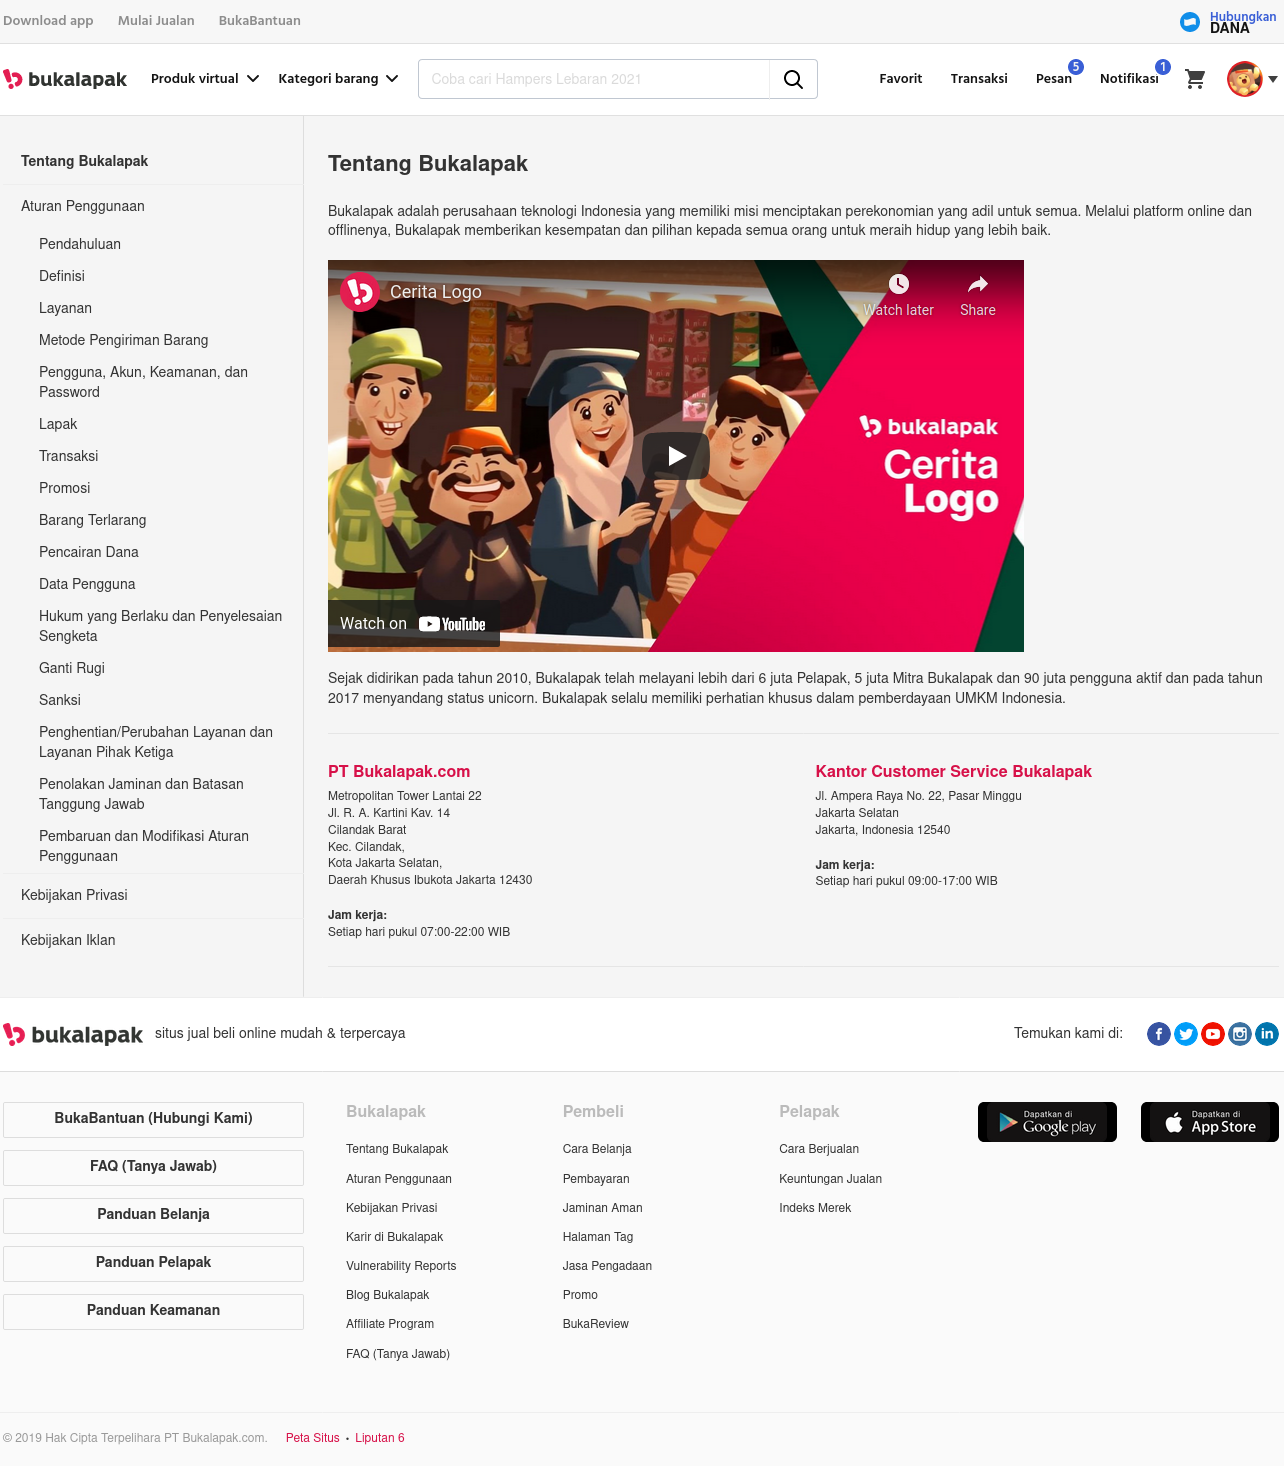 Download app
Mulai Jualan
BukaBantuan
Hubungkan
DANA
bukalapak
Produk virtual
Kategori barang
Coba cari Hampers Lebaran 2021
Favorit
Transaksi
Pesan
5
Notifikasi
1
Tentang Bukalapak
Aturan Penggunaan
Pendahuluan
Definisi
Layanan
Metode Pengiriman Barang
Pengguna, Akun, Keamanan, dan
Password
Lapak
Transaksi
Promosi
Barang Terlarang
Pencairan Dana
Data Pengguna
Hukum yang Berlaku dan Penyelesaian
Sengketa
Ganti Rugi
Sanksi
Penghentian/Perubahan Layanan dan
Layanan Pihak Ketiga
Penolakan Jaminan dan Batasan
Tanggung Jawab
Pembaruan dan Modifikasi Aturan
Penggunaan
Kebijakan Privasi
Kebijakan Iklan
Tentang Bukalapak
Bukalapak adalah perusahaan teknologi Indonesia yang memiliki misi menciptakan perekonomian yang adil untuk semua. Melalui platform online dan
offlinenya, Bukalapak memberikan kesempatan dan pilihan kepada semua orang untuk meraih hidup yang lebih baik.
Cerita Logo
Watch later
Share
bukalapak
Cerita
Logo
Watch on YouTube
Sejak didirikan pada tahun 2010, Bukalapak telah melayani lebih dari 6 juta Pelapak, 5 juta Mitra Bukalapak dan 90 juta pengguna aktif dan pada tahun
2017 menyandang status unicorn. Bukalapak selalu memiliki perhatian khusus dalam pemberdayaan UMKM Indonesia.
PT Bukalapak.com
Metropolitan Tower Lantai 22
Jl. R. A. Kartini Kav. 14
Cilandak Barat
Kec. Cilandak,
Kota Jakarta Selatan,
Daerah Khusus Ibukota Jakarta 12430
Jam kerja:
Setiap hari pukul 07:00-22:00 WIB
Kantor Customer Service Bukalapak
Jl. Ampera Raya No. 22, Pasar Minggu
Jakarta Selatan
Jakarta, Indonesia 12540
Jam kerja:
Setiap hari pukul 09:00-17:00 WIB
bukalapak
situs jual beli online mudah & terpercaya
Temukan kami di:
BukaBantuan (Hubungi Kami)
FAQ (Tanya Jawab)
Panduan Belanja
Panduan Pelapak
Panduan Keamanan
Bukalapak
Tentang Bukalapak
Aturan Penggunaan
Kebijakan Privasi
Karir di Bukalapak
Vulnerability Reports
Blog Bukalapak
Affiliate Program
FAQ (Tanya Jawab)
Pembeli
Cara Belanja
Pembayaran
Jaminan Aman
Halaman Tag
Jasa Pengadaan
Promo
BukaReview
Pelapak
Cara Berjualan
Keuntungan Jualan
Indeks Merek
Dapatkan di
Google play
Dapatkan di
App Store
© 2019 Hak Cipta Terpelihara PT Bukalapak.com.
Peta Situs • Liputan 6